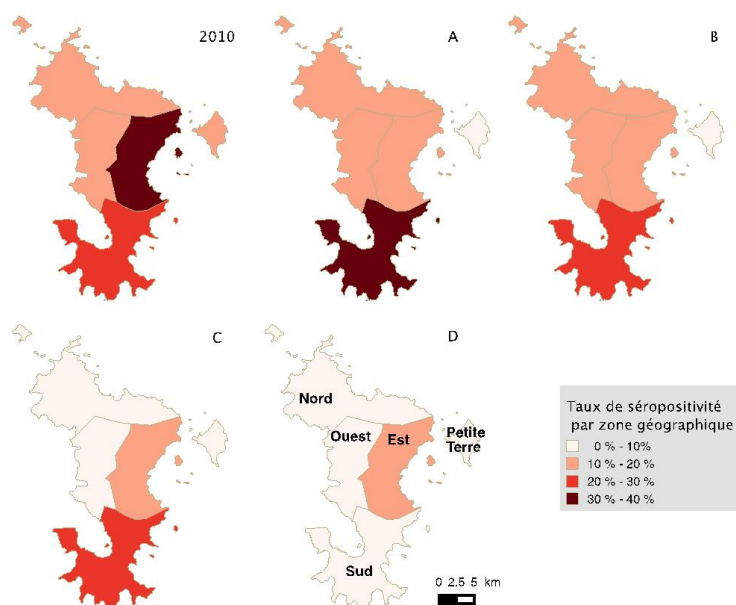 2010
A
B
C
D
Nord
Ouest
Est
Petite
Terre
Sud
0 2.5 5 km
Taux de séropositivité
par zone géographique
0 % - 10%
10 % - 20 %
20 % - 30 %
30 % - 40 %